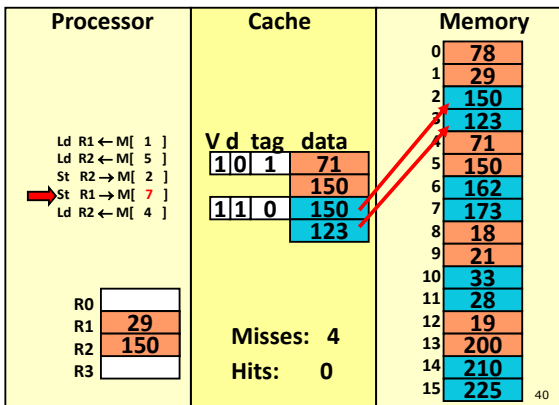 Processor
Ld R1 ← M[ 1 ]
Ld R2 ← M[ 5 ]
St R2 → M[ 2 ]
St R1 → M[ 7 ]
Ld R2 ← M[ 4 ]
R0
R1 29
R2 150
R3
Cache
V d tag data
1 0 1 71
150
1 1 0 150
123
Misses: 4
Hits: 0
Memory
0 78
1 29
2 150
3 123
4 71
5 150
6 162
7 173
8 18
9 21
10 33
11 28
12 19
13 200
14 210
15 225
40